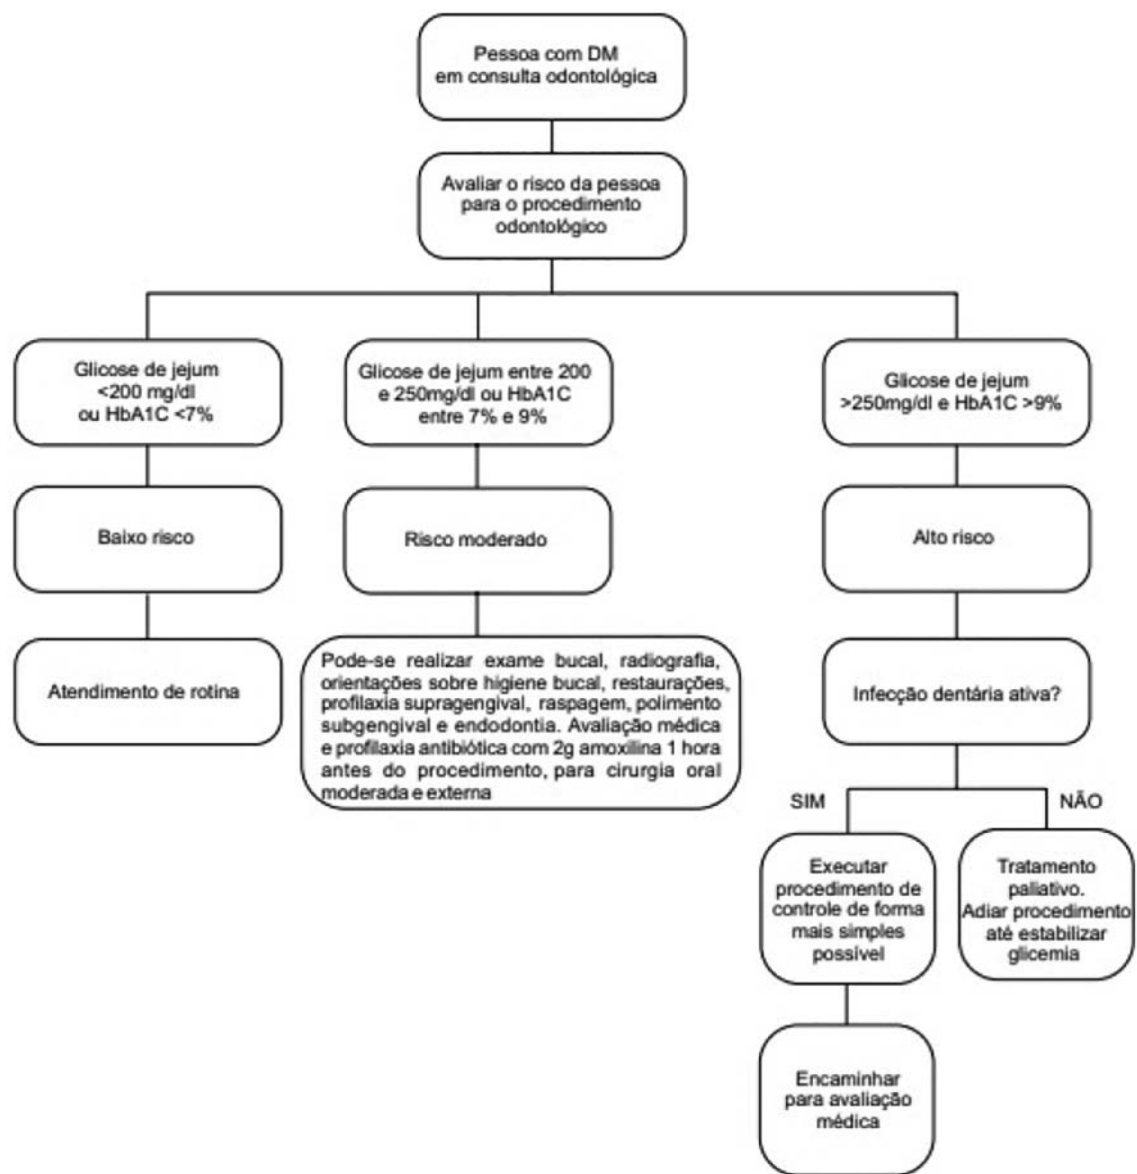 Pessoa com DM
em consulta odontológica
Avaliar o risco da pessoa
para o procedimento
odontológico
Glicose de jejum
<200 mg/dl
ou HbA1C <7%
Glicose de jejum entre 200
e 250mg/dl ou HbA1C
entre 7% e 9%
Glicose de jejum
>250mg/dl e HbA1C >9%
Baixo risco
Risco moderado
Alto risco
Atendimento de rotina
Pode-se realizar exame bucal, radiografia,
orientações sobre higiene bucal, restaurações,
profilaxia supragengival, raspagem, polimento
subgengival e endodontia. Avaliação médica
e profilaxia antibiótica com 2g amoxilina 1 hora
antes do procedimento, para cirurgia oral
moderada e externa
Infecção dentária ativa?
SIM
NÃO
Executar
procedimento de
controle de forma
mais simples
possível
Tratamento
paliativo.
Adiar procedimento
até estabilizar
glicemia
Encaminhar
para avaliação
médica